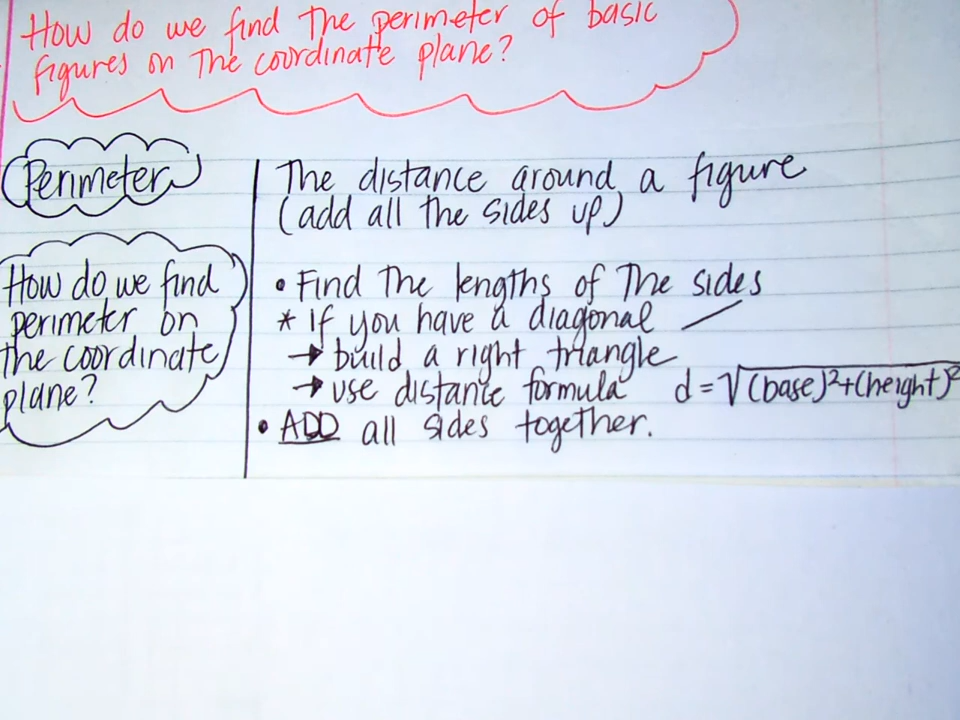 How do we find The perimeter of basic
figures on The coordinate plane?
Perimeter
The distance around a figure
(add all the sides up)
How do we find
perimeter on
the coordinate
plane?
• Find The lengths of The sides
* If you have a diagonal
→ build a right triangle
→ use distance formula d = √(base)²+(height)²
• ADD all sides together.